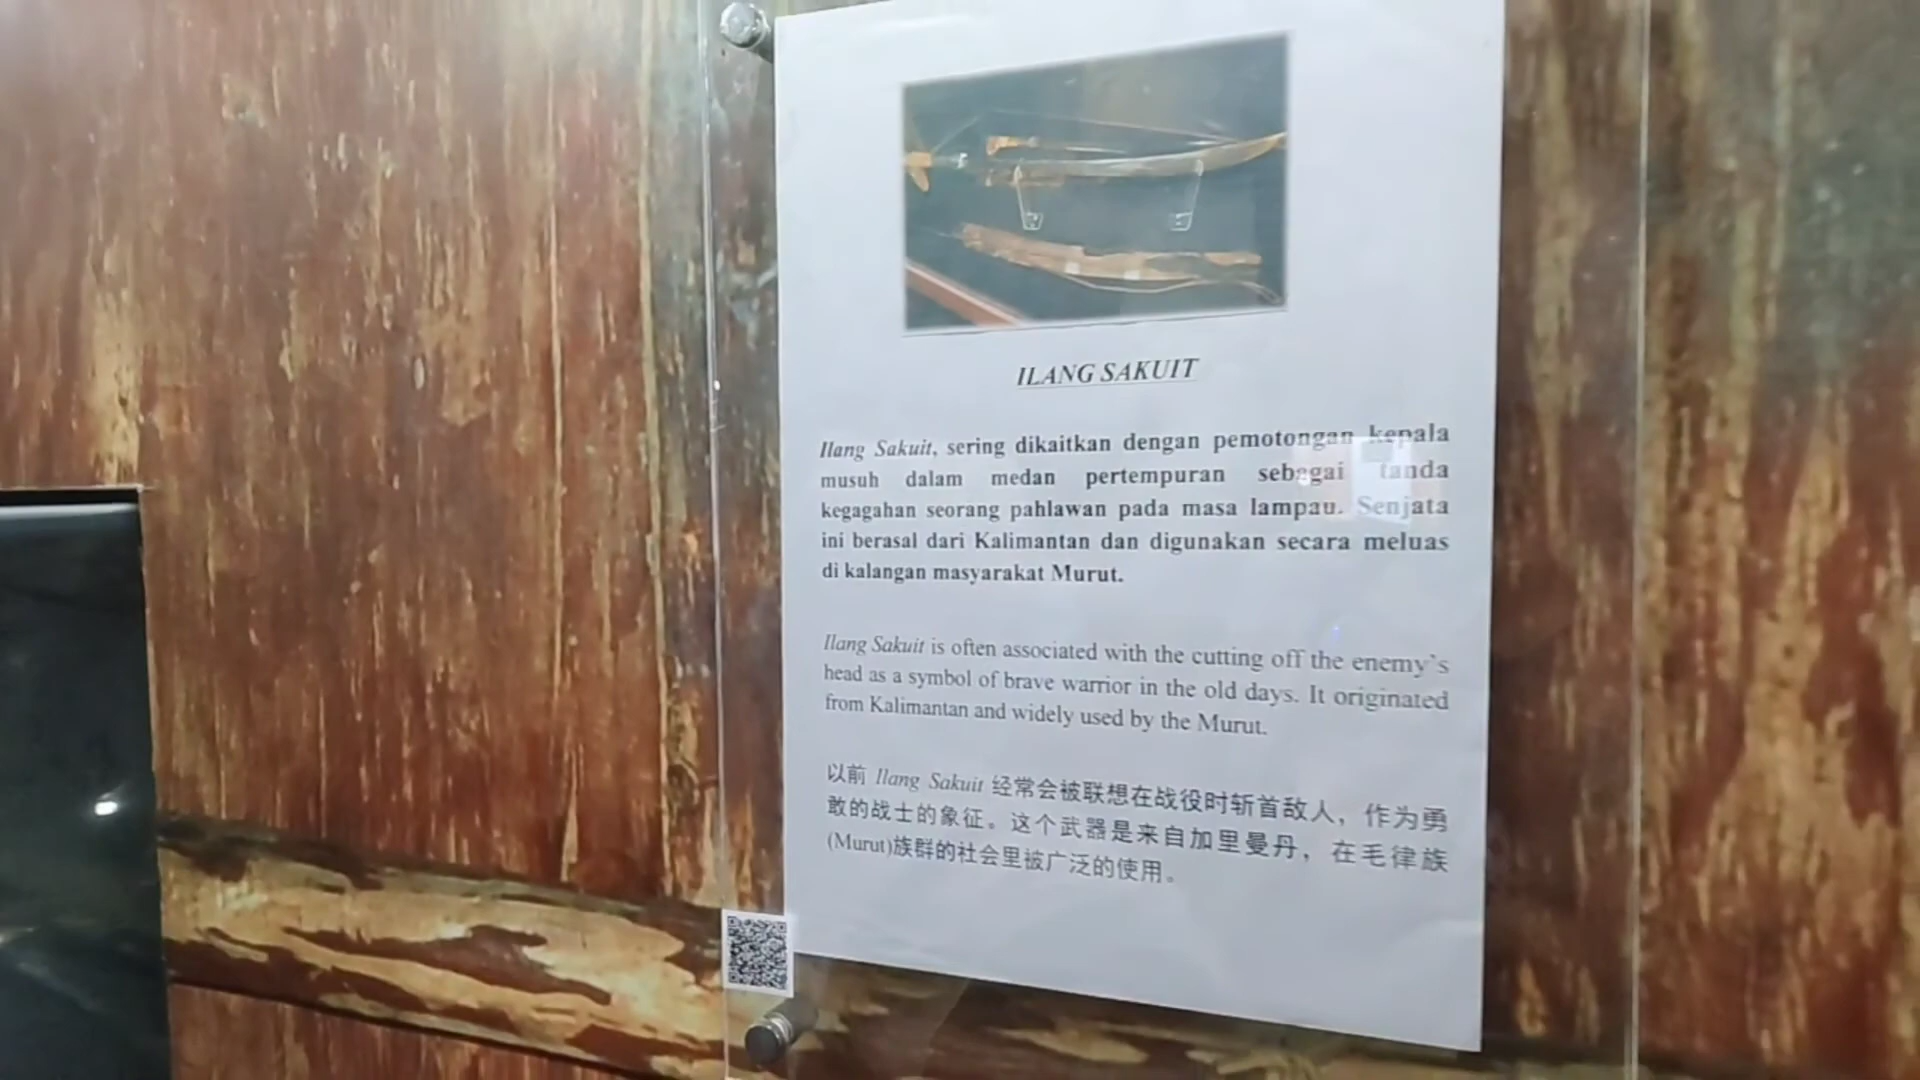 ILANG SAKUIT
Ilang Sakuit, sering dikaitkan dengan pemotongan kepala
musuh dalam medan pertempuran sebagai tanda
kegagahan seorang pahlawan pada masa lampau. Senjata
ini berasal dari Kalimantan dan digunakan secara meluas
di kalangan masyarakat Murut.
Ilang Sakuit is often associated with the cutting off the enemy's
head as a symbol of brave warrior in the old days. It originated
from Kalimantan and widely used by the Murut.
以前 Ilang Sakuit 经常会被联想在战役时斩首敌人，作为勇
敢的战士的象征。这个武器是来自加里曼丹，在毛律族
(Murut)族群的社会里被广泛的使用。